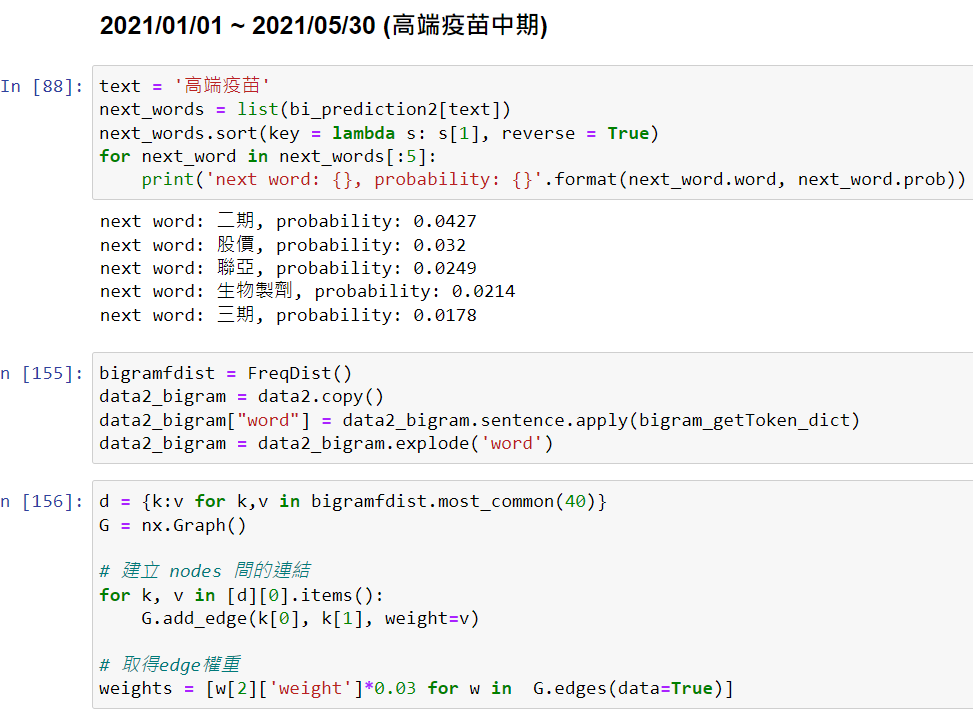 2021/01/01 ~ 2021/05/30 (高端疫苗中期)
In [88]:
text = '高端疫苗'
next_words = list(bi_prediction2[text])
next_words.sort(key = lambda s: s[1], reverse = True)
for next_word in next_words[:5]:
    print('next word: {}, probability: {}'.format(next_word.word, next_word.prob))
next word: 二期, probability: 0.0427
next word: 股價, probability: 0.032
next word: 聯亞, probability: 0.0249
next word: 生物製劑, probability: 0.0214
next word: 三期, probability: 0.0178
n [155]:
bigramfdist = FreqDist()
data2_bigram = data2.copy()
data2_bigram["word"] = data2_bigram.sentence.apply(bigram_getToken_dict)
data2_bigram = data2_bigram.explode('word')
n [156]:
d = {k:v for k,v in bigramfdist.most_common(40)}
G = nx.Graph()
# 建立 nodes 間的連結
for k, v in [d][0].items():
    G.add_edge(k[0], k[1], weight=v)
# 取得edge權重
weights = [w[2]['weight']*0.03 for w in  G.edges(data=True)]